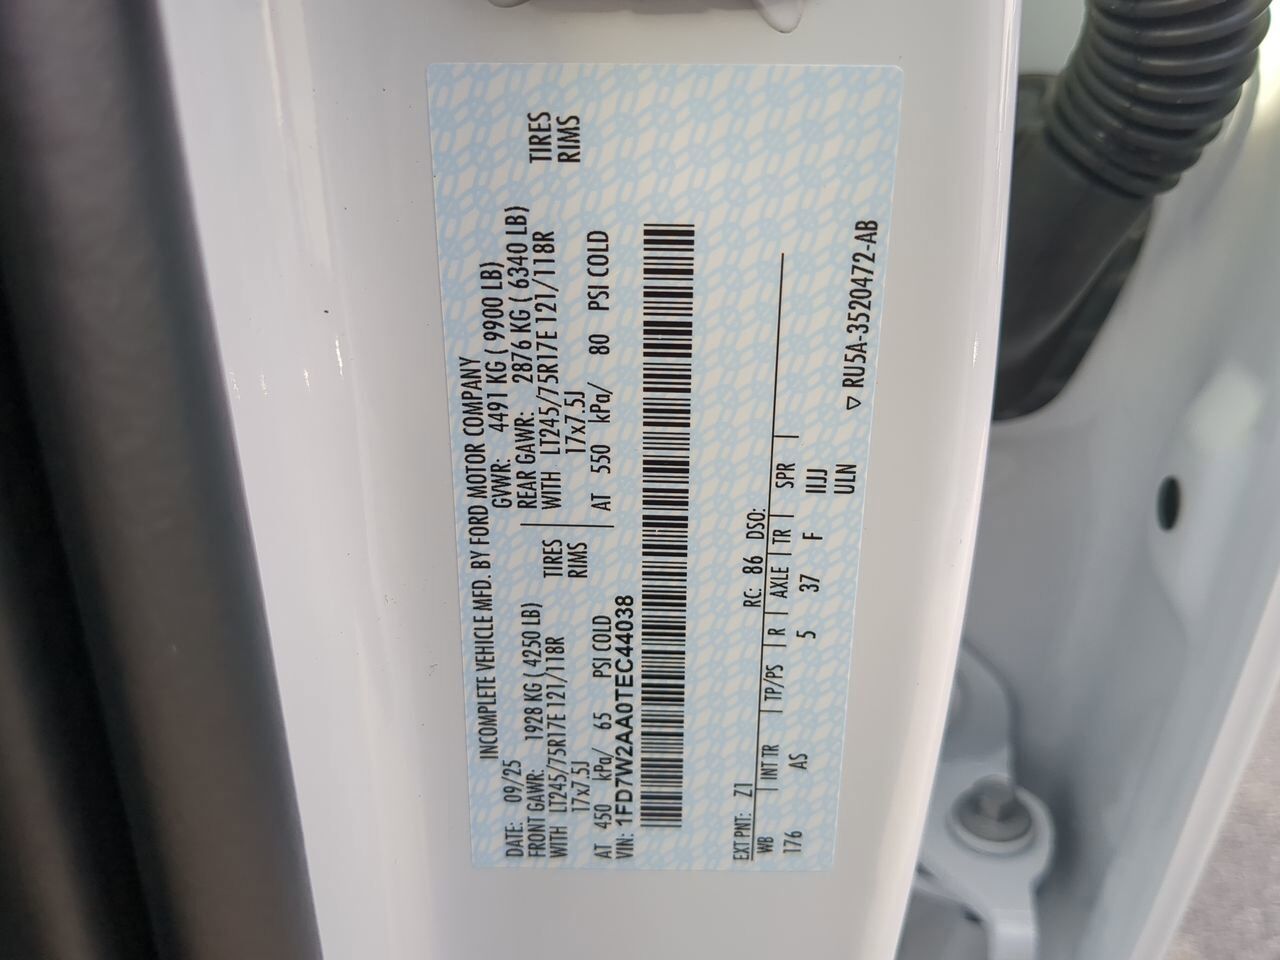 INCOMPLETE VEHICLE MFD. BY FORD MOTOR COMPANY
DATE: 09/25 GVWR: 4491 KG ( 9900 LB)
FRONT GAWR: 1928 KG ( 4250 LB) REAR GAWR: 2876 KG ( 6340 LB)
WITH LT245/75R17E 121/118R TIRES WITH LT245/75R17E 121/118R TIRES
17x7.5J RIMS 17x7.5J RIMS
AT 450 kPa/ 65 PSI COLD AT 550 kPa/ 80 PSI COLD
VIN: 1FD7W2AA0TEC44038
EXT PNT: Z1 RC: 86 DSO:
WB INT TR TP/PS R AXLE TR SPR
176 AS 5 37 F IIJJ
ULN ▽ RU5A-3520472-AB